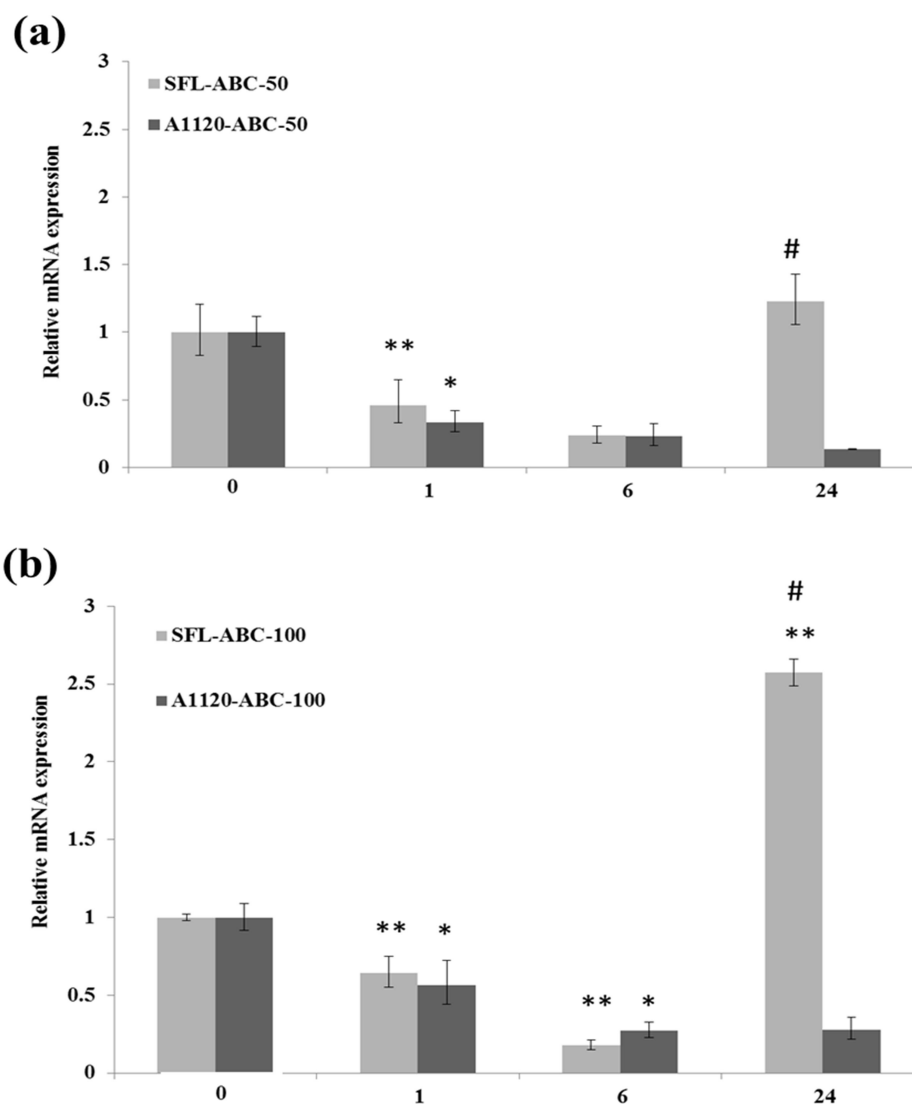 (a)
3
SFL-ABC-50
2.5
A1120-ABC-50
2
Relative mRNA expression
1.5
#
1
**
*
0.5
0
0 1 6 24
(b)
3
#
SFL-ABC-100
**
2.5
A1120-ABC-100
2
Relative mRNA expression
1.5
1
** *
0.5
** *
0
0 1 6 24